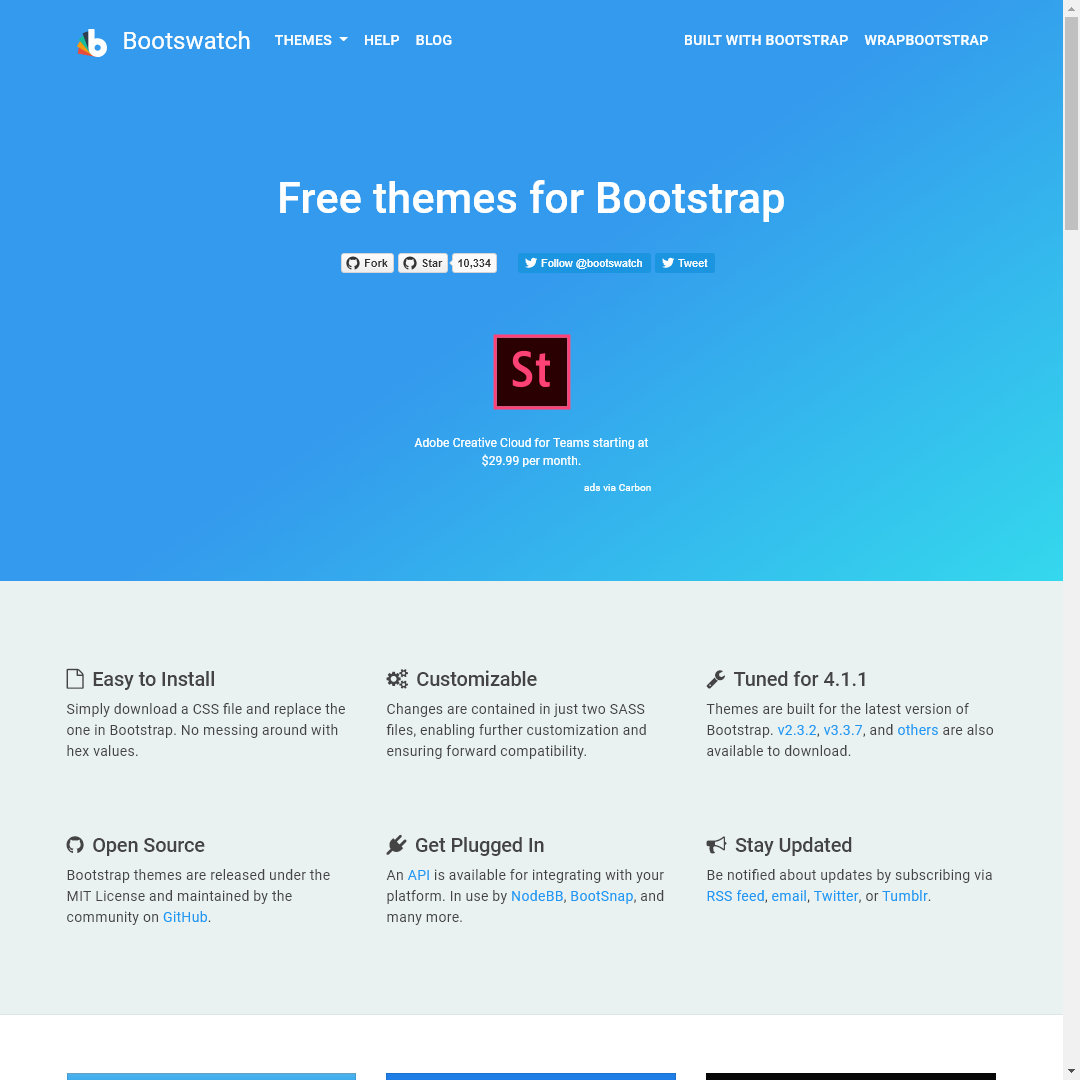 Bootswatch THEMES HELP BLOG BUILT WITH BOOTSTRAP WRAPBOOTSTRAP
Free themes for Bootstrap
Fork Star 10,334 Follow @bootswatch Tweet
St
Adobe Creative Cloud for Teams starting at
$29.99 per month.
ads via Carbon
Easy to Install
Simply download a CSS file and replace the
one in Bootstrap. No messing around with
hex values.
Customizable
Changes are contained in just two SASS
files, enabling further customization and
ensuring forward compatibility.
Tuned for 4.1.1
Themes are built for the latest version of
Bootstrap. v2.3.2, v3.3.7, and others are also
available to download.
Open Source
Bootstrap themes are released under the
MIT License and maintained by the
community on GitHub.
Get Plugged In
An API is available for integrating with your
platform. In use by NodeBB, BootSnap, and
many more.
Stay Updated
Be notified about updates by subscribing via
RSS feed, email, Twitter, or Tumblr.